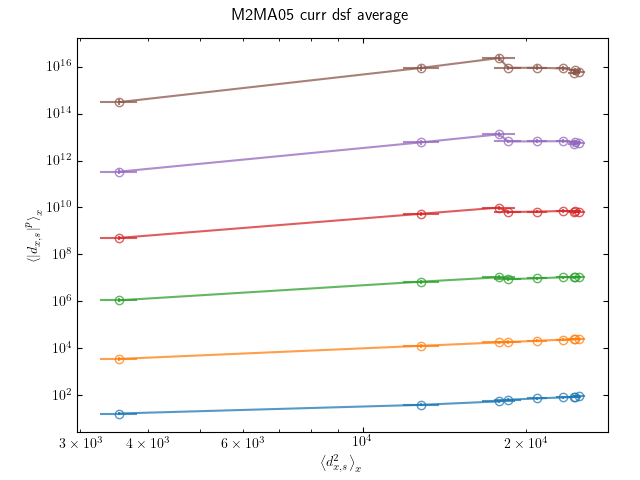 M2MA05 curr dsf average
10^16
10^14
10^12
10^10
10^8
10^6
10^4
10^2
⟨|d_{x,s}|^p⟩_x
3 × 10^3
4 × 10^3
6 × 10^3
10^4
2 × 10^4
⟨d_{x,s}^2⟩_x